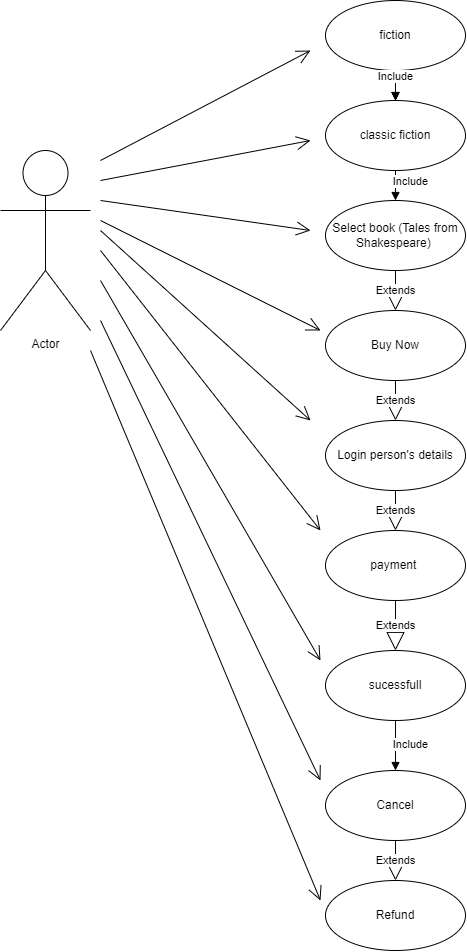 fiction
Include
classic fiction
Include
Select book (Tales from
Shakespeare)
Extends
Buy Now
Actor
Extends
Login person's details
Extends
payment
Extends
sucessfull
Include
Cancel
Extends
Refund